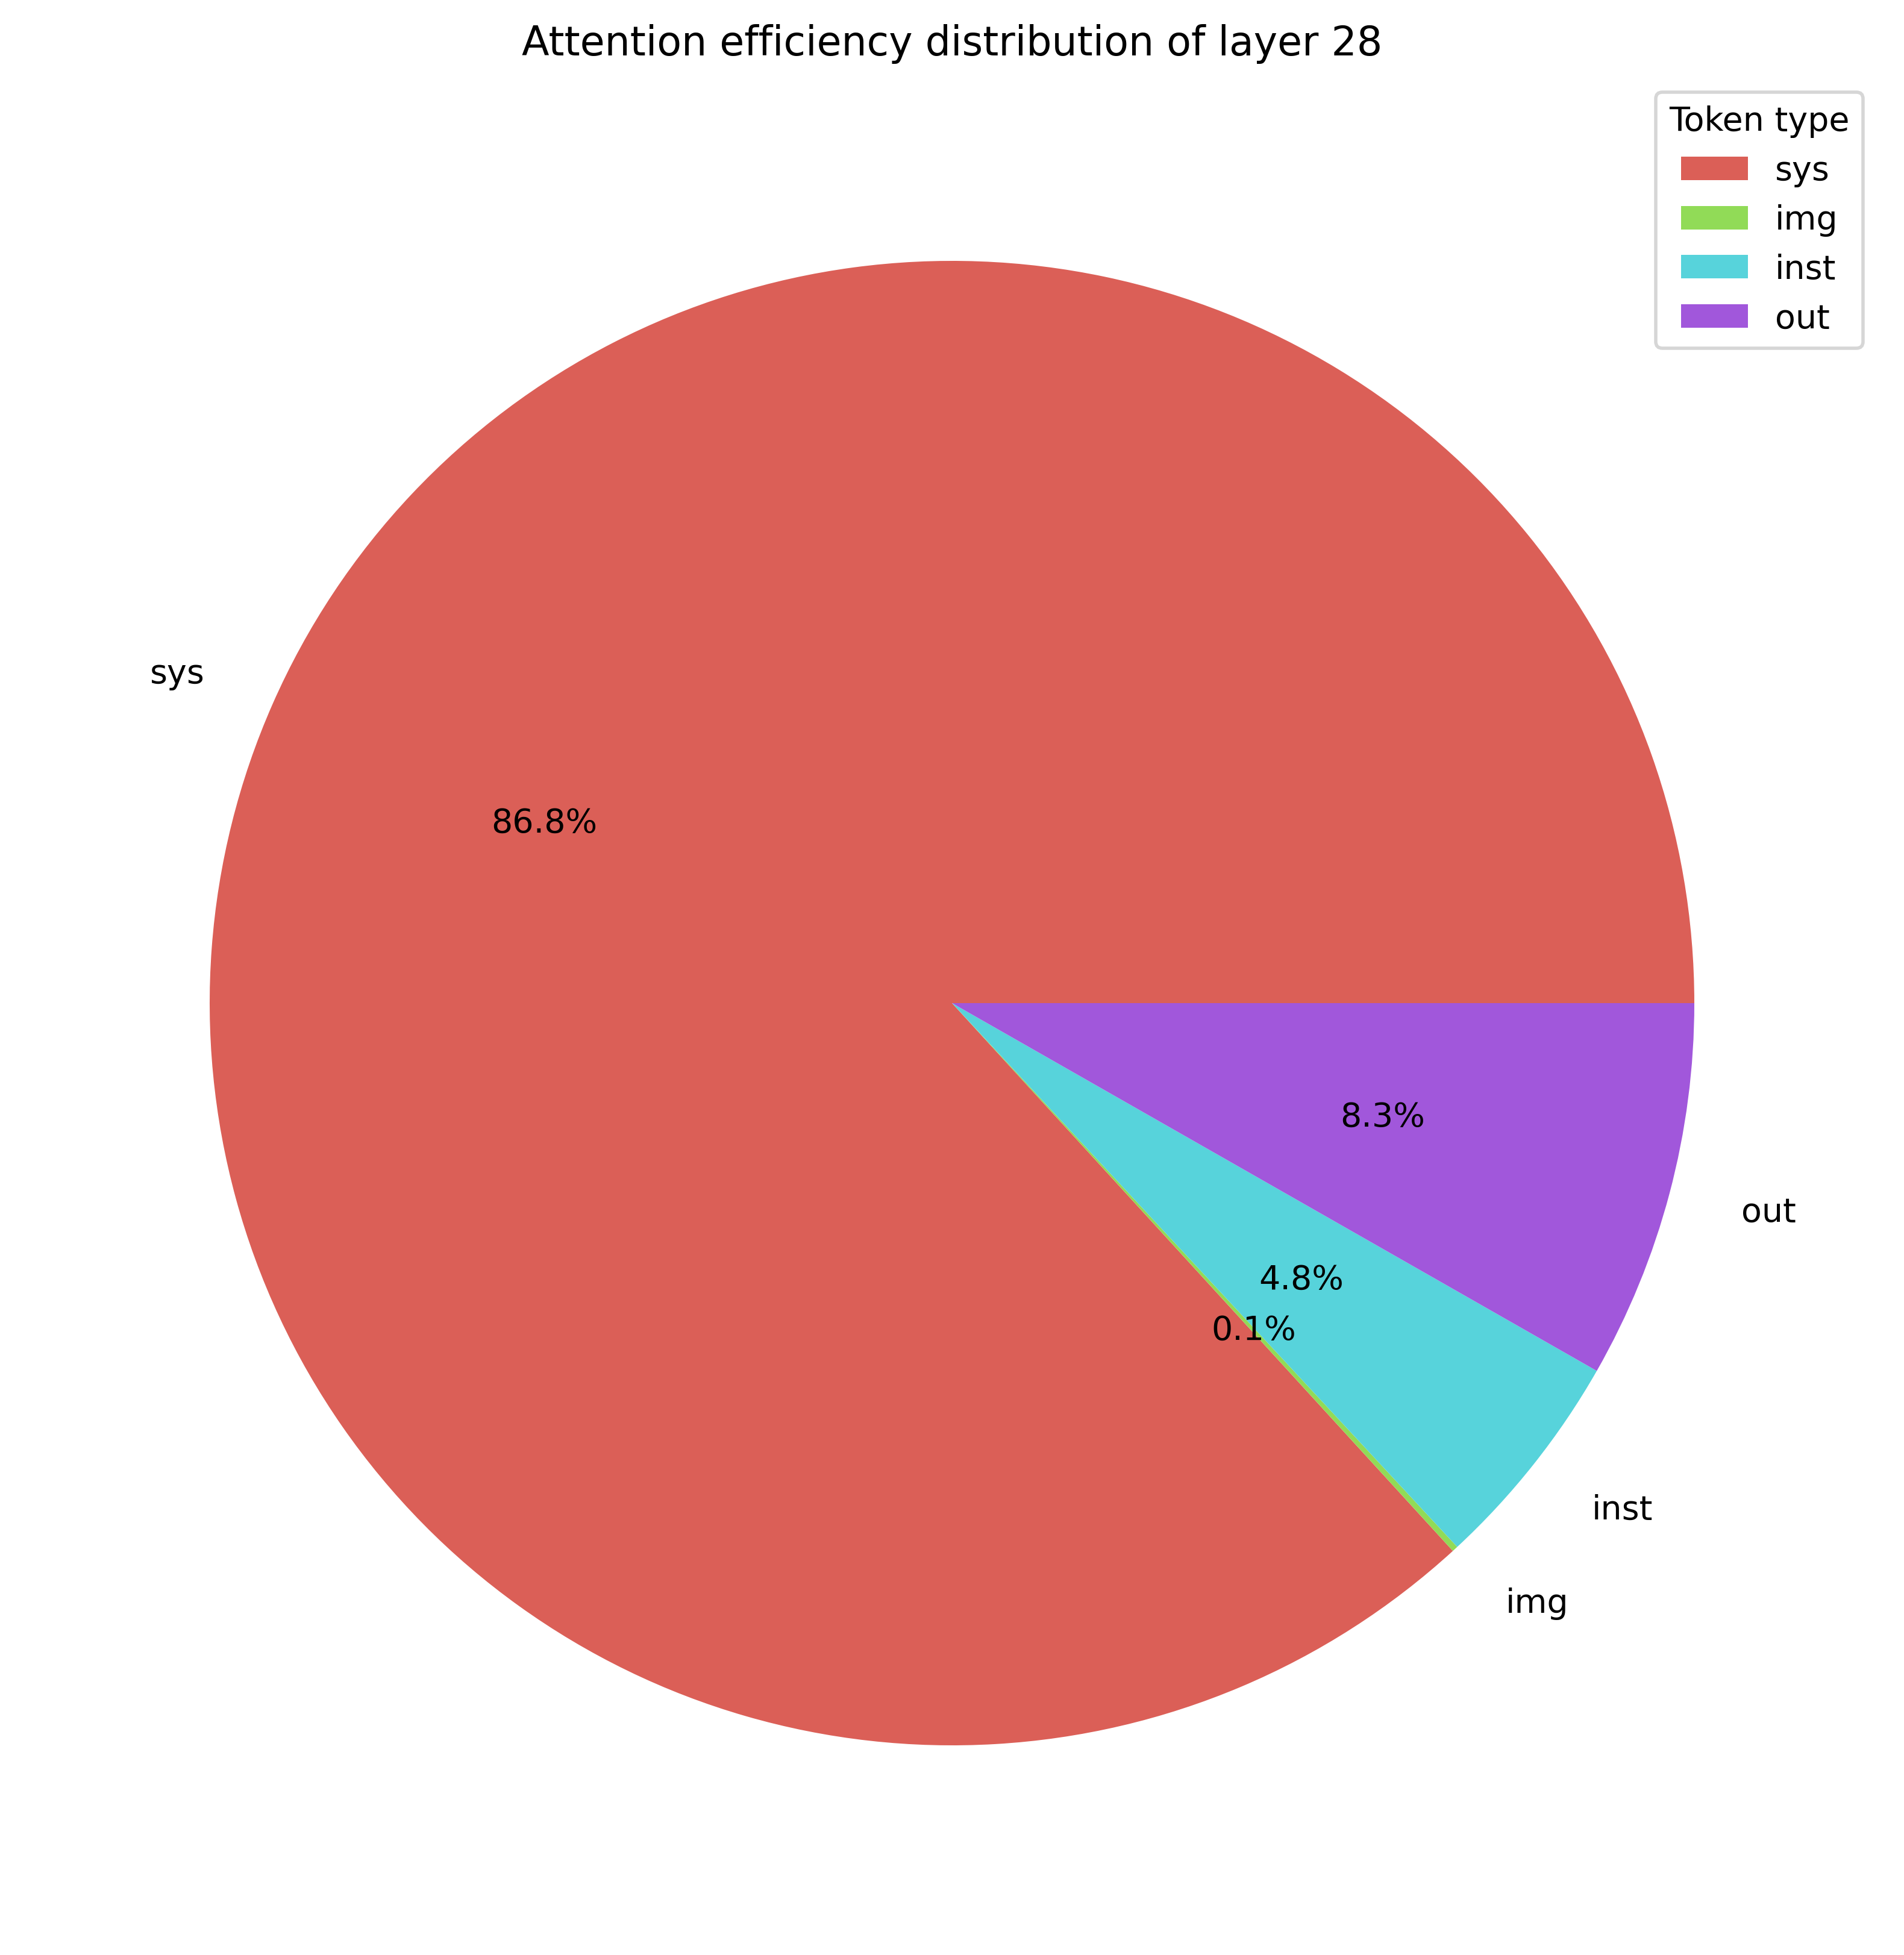 Attention efficiency distribution of layer 28
Token type
sys
img
inst
out
sys
86.8%
8.3%
out
4.8%
0.1%
inst
img